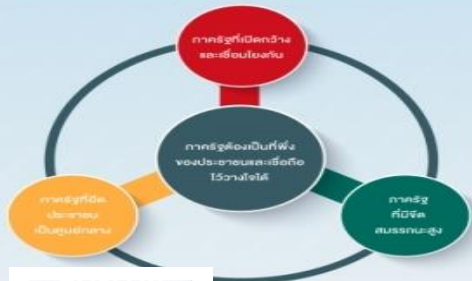 ภาครัฐที่เปิดกว้าง
และเชื่อมโยงกัน
ภาครัฐต้องเป็นที่พึ่ง
ของประชาชนและเชื่อถือ
ไว้วางใจได้
ภาครัฐที่ยึด
ประชาชน
เป็นศูนย์กลาง
ภาครัฐ
ที่มีขีด
สมรรถนะสูง